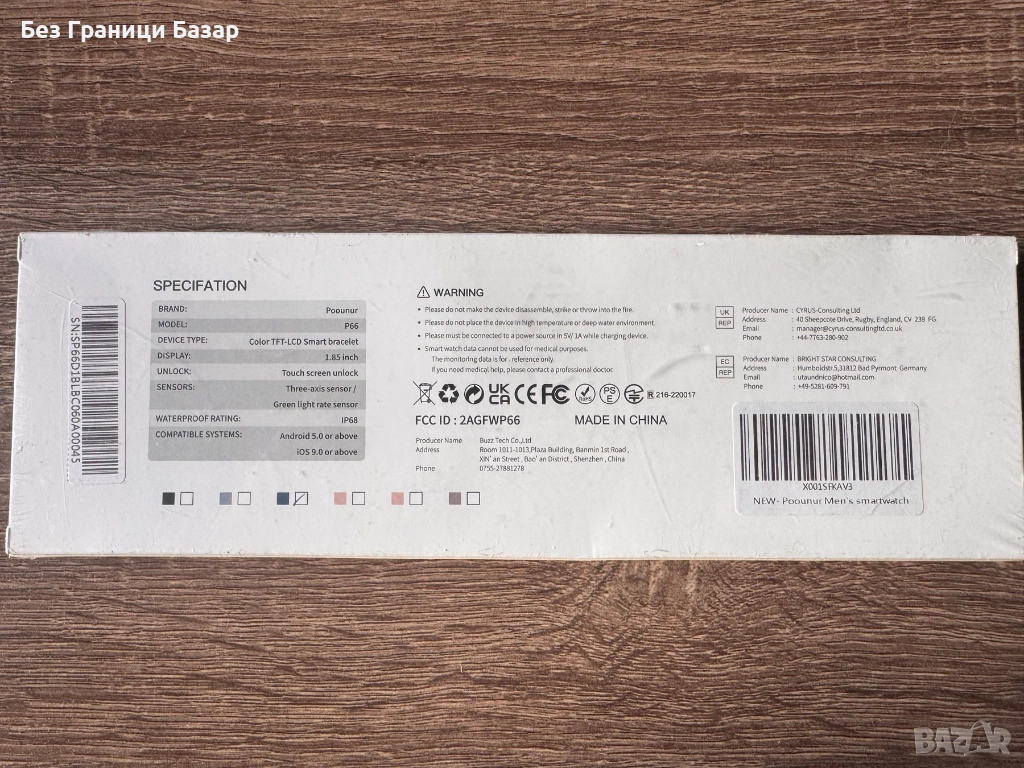 Без Граници Базар
SPECIFATION
BRAND: Poounur
MODEL: P66
DEVICE TYPE: Color TFT-LCD Smart bracelet
DISPLAY: 1.85 inch
UNLOCK: Touch screen unlock
SENSORS: Three-axis sensor /
Green light rate sensor
WATERPROOF RATING: IP68
COMPATIBLE SYSTEMS: Android 5.0 or above
iOS 9.0 or above
SN:SP66D1B1BC060A00045
WARNING
• Please do not make the device disassemble, strike or throw into the fire.
• Please do not place the device in high temperature or deep water environment.
• Please must be connected to a power source in 5V/ 1A while charging device.
• Smart watch data cannot be used for medical purposes.
The monitoring data is for · reference only.
If you need medical help, please contact a professional doctor.
UK CA CE FC PS E R 216-220017
FCC ID : 2AGFWP66 MADE IN CHINA
Producer Name Buzz Tech Co.,Ltd
Address Room 1011-1013,Plaza Building, Banmin 1st Road ,
XIN' an Street , Bao' an District , Shenzhen , China
Phone 0755-27881278
UK REP
Producer Name : CYRUS-Consulting Ltd
Address : 40 Sheepcote Drive, Rugby, England, CV 23B FG
Email : manager@cyrus-consultingltd.co.uk
Phone : +44-7763-280-902
EC REP
Producer Name : BRIGHT STAR CONSULTING
Address : Humboldstr.5,31812 Bad Pyrmont Germany
Email : utaundnico@hotmail.com
Phone : +49-5281-609-791
X001SFKAV3
NEW- Poounur Men's smartwatch
BAZAR